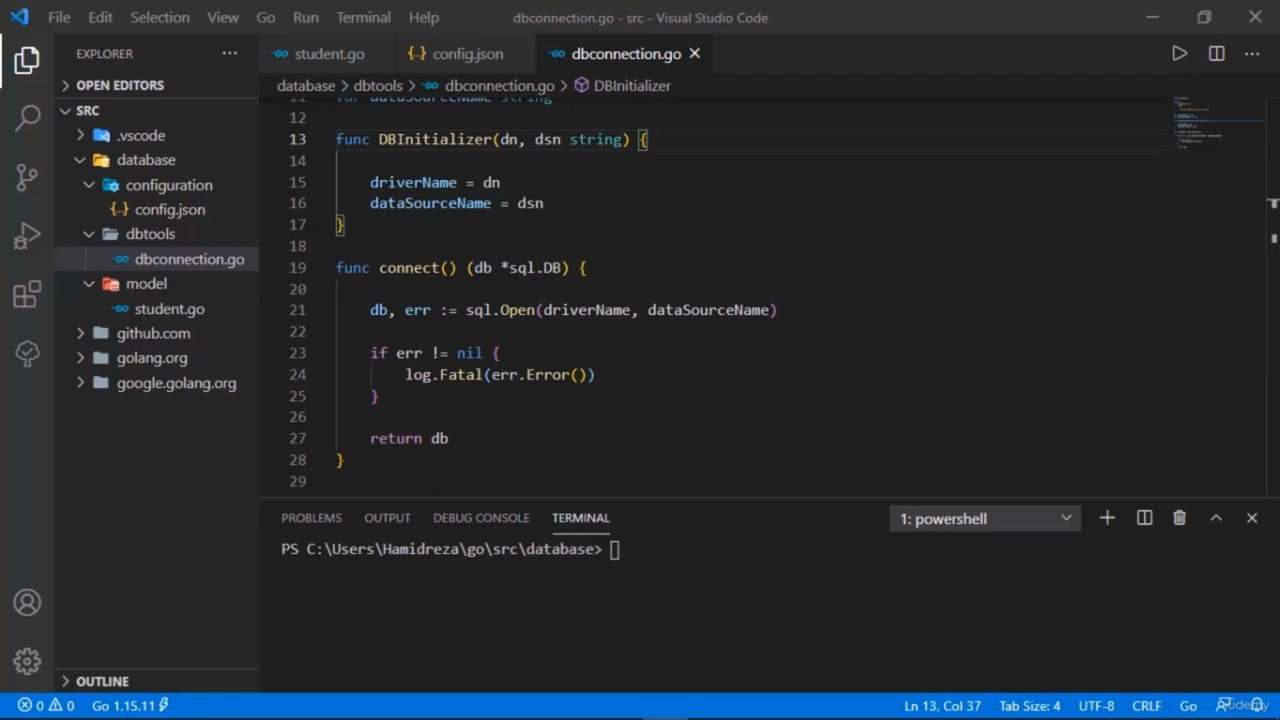 File Edit Selection View Go Run Terminal Help dbconnection.go - src - Visual Studio Code
EXPLORER
OPEN EDITORS
SRC
.vscode
database
configuration
config.json
dbtools
dbconnection.go
model
student.go
github.com
golang.org
google.golang.org
OUTLINE
student.go config.json dbconnection.go
database > dbtools > dbconnection.go > DBInitializer
11 var dataSourceName string
12
13 func DBInitializer(dn, dsn string) {
14
15 driverName = dn
16 dataSourceName = dsn
17 }
18
19 func connect() (db *sql.DB) {
20
21 db, err := sql.Open(driverName, dataSourceName)
22
23 if err != nil {
24 log.Fatal(err.Error())
25 }
26
27 return db
28 }
29
PROBLEMS OUTPUT DEBUG CONSOLE TERMINAL 1: powershell
PS C:\Users\Hamidreza\go\src\database>
0 0 Go 1.15.11 Ln 13, Col 37 Tab Size: 4 UTF-8 CRLF Go
Udemy